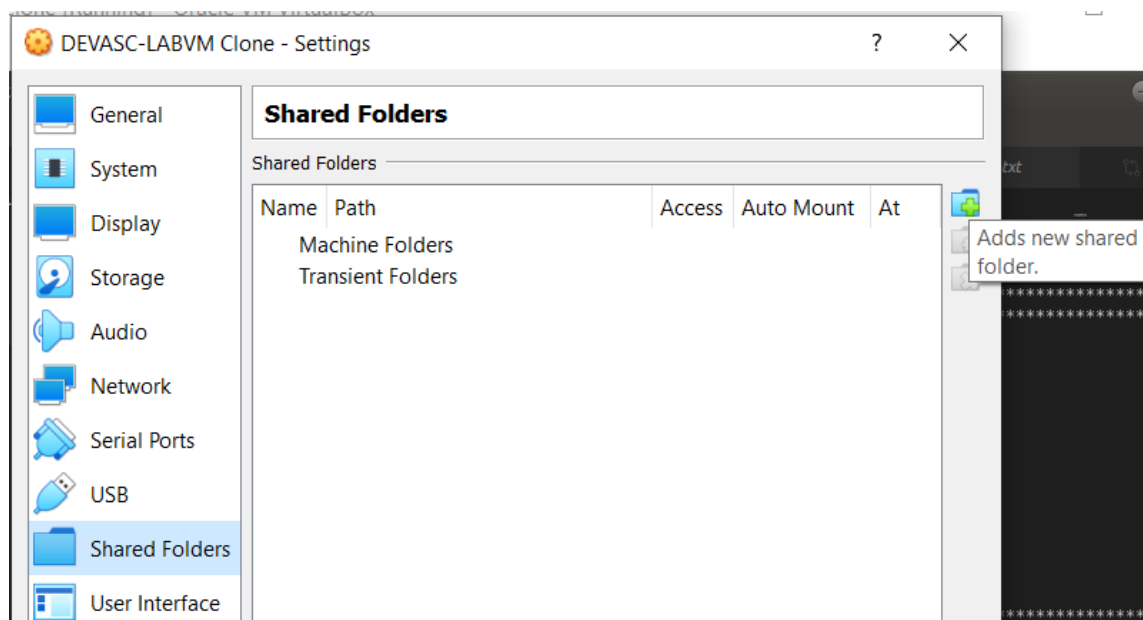 DEVASC-LABVM Clone - Settings ? ×
General
System
Display
Storage
Audio
Network
Serial Ports
USB
Shared Folders
User Interface
Shared Folders
Shared Folders
Name Path Access Auto Mount At
Machine Folders
Transient Folders
Adds new shared
folder.
txt
**************
**************
**************